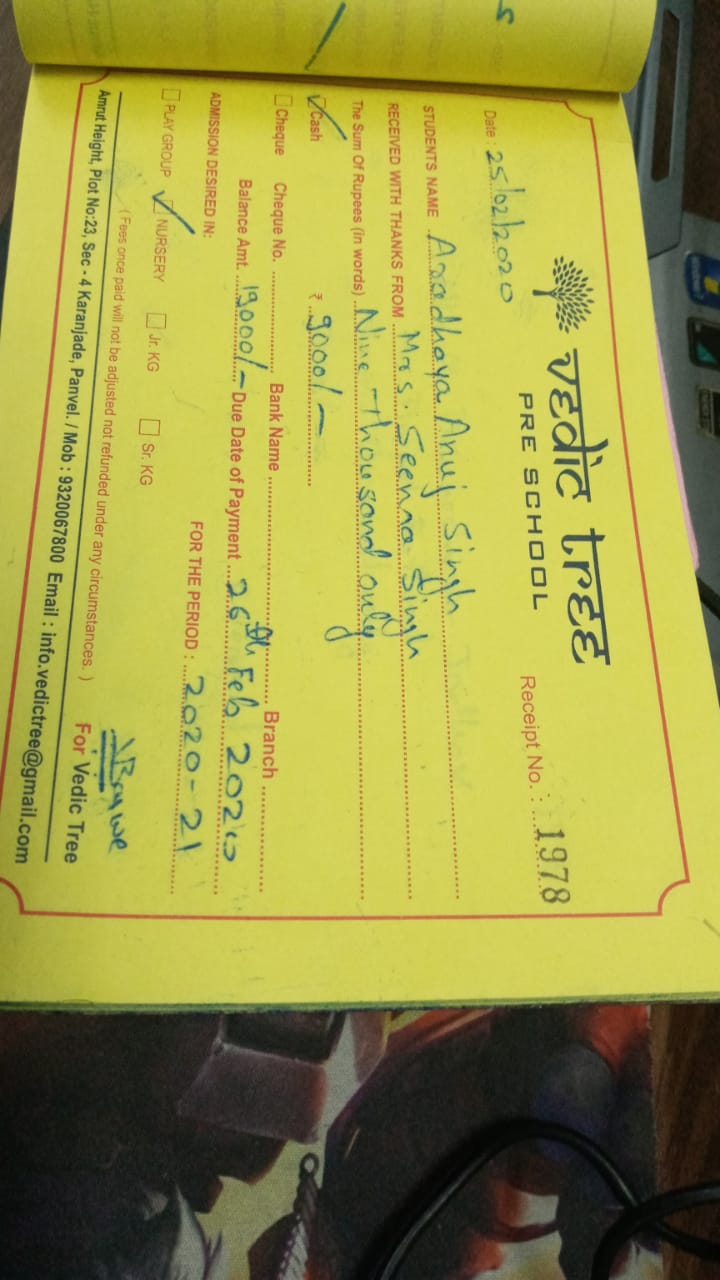 vedic tree
PRE SCHOOL
Receipt No. : 1978
Date : 25/02/2020
STUDENTS NAME Aradhaya Anuj Singh
RECEIVED WITH THANKS FROM Mrs. Seema Singh
The Sum Of Rupees (in words) Nine thousand only
Cash ₹ 9000/-
Cheque Cheque No. Bank Name Branch
Balance Amt. 19000/- Due Date of Payment 26th Feb 2020
ADMISSION DESIRED IN: FOR THE PERIOD : 2020-21
PLAY GROUP NURSERY Jr. KG Sr. KG
( Fees once paid will not be adjusted not refunded under any circumstances. )
For Vedic Tree
Amrut Height, Plot No:23, Sec - 4 Karanjade, Panvel. / Mob : 9320067800 Email : info.vedictree@gmail.com